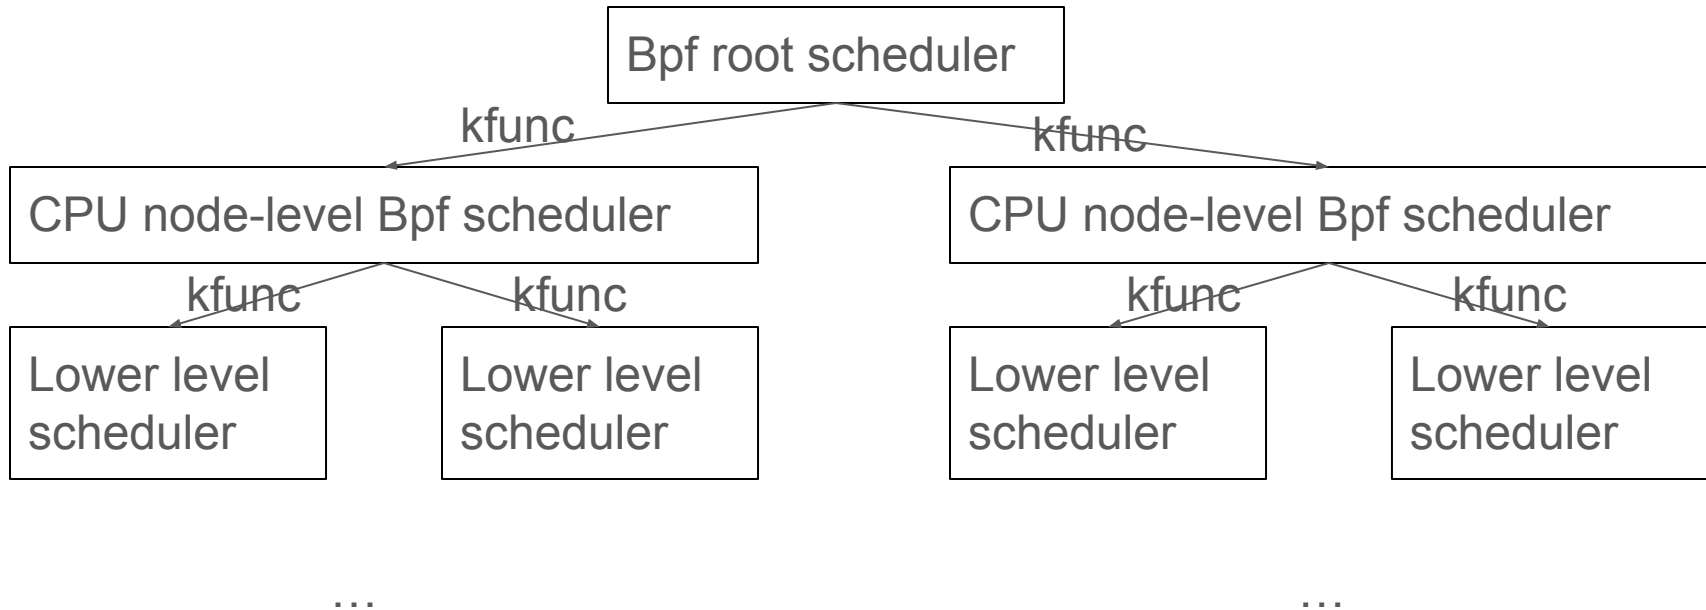 Bpf root scheduler
kfunc
kfunc
CPU node-level Bpf scheduler
CPU node-level Bpf scheduler
kfunc
kfunc
kfunc
kfunc
Lower level
scheduler
Lower level
scheduler
Lower level
scheduler
Lower level
scheduler
...
...